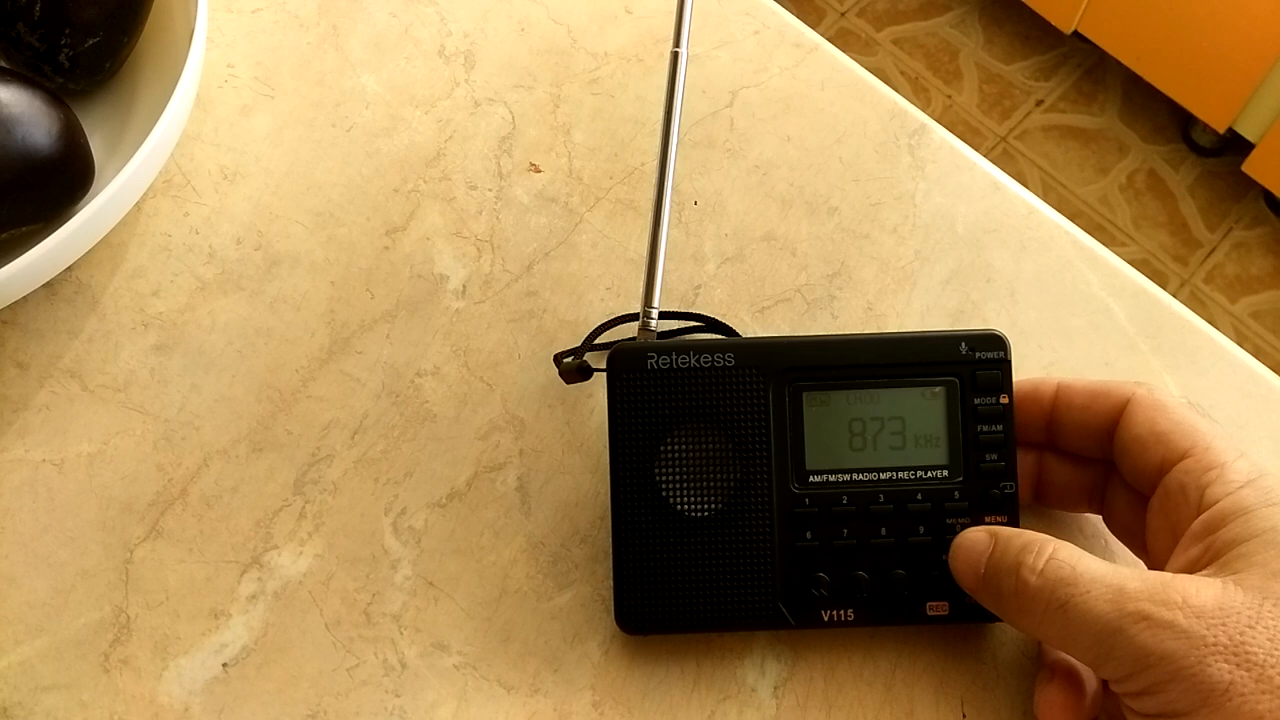 Retekess
POWER
MODE
FM/AM
SW
873 kHz
AM/FM/SW RADIO MP3 REC PLAYER
1 2 3 4 5
MEMO MENU
6 7 8 9 0
V115 REC